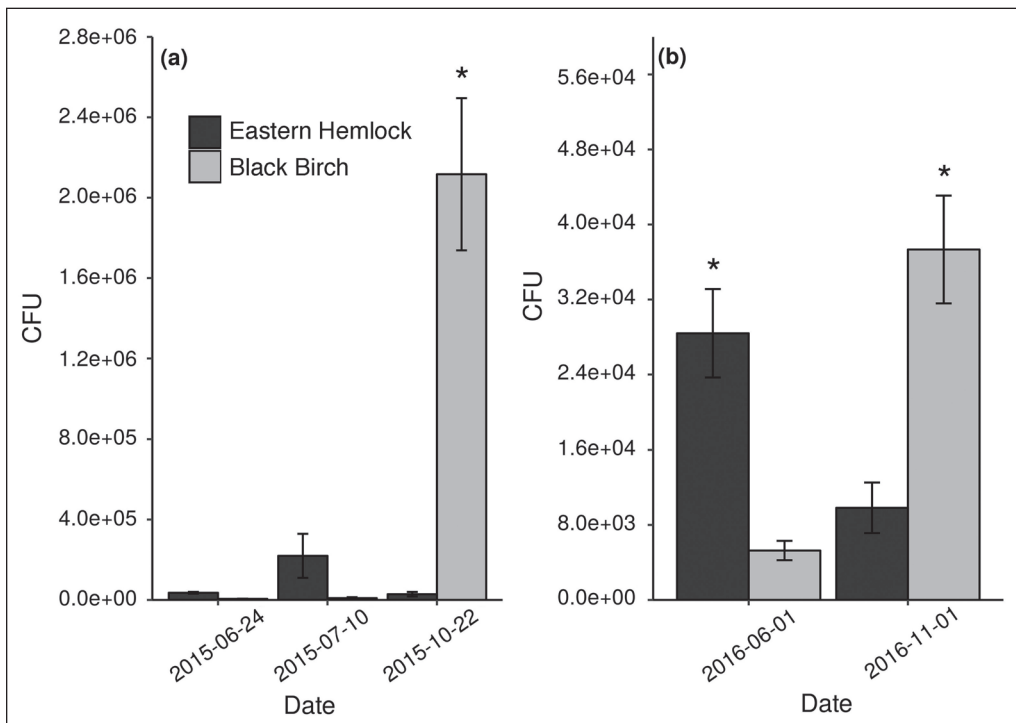 (a)
2.8e+06
2.4e+06
2.0e+06
1.6e+06
1.2e+06
8.0e+05
4.0e+05
0.0e+00
CFU
Eastern Hemlock
Black Birch
*
2015-06-24
2015-07-10
2015-10-22
Date
(b)
5.6e+04
4.8e+04
4.0e+04
3.2e+04
2.4e+04
1.6e+04
8.0e+03
0.0e+00
CFU
*
*
2016-06-01
2016-11-01
Date